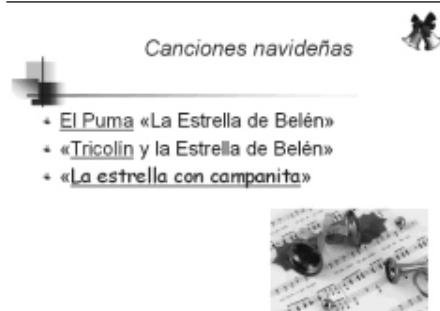 Canciones navideñas
El Puma «La Estrella de Belén»
«Tricolín y la Estrella de Belén»
«La estrella con campanita»